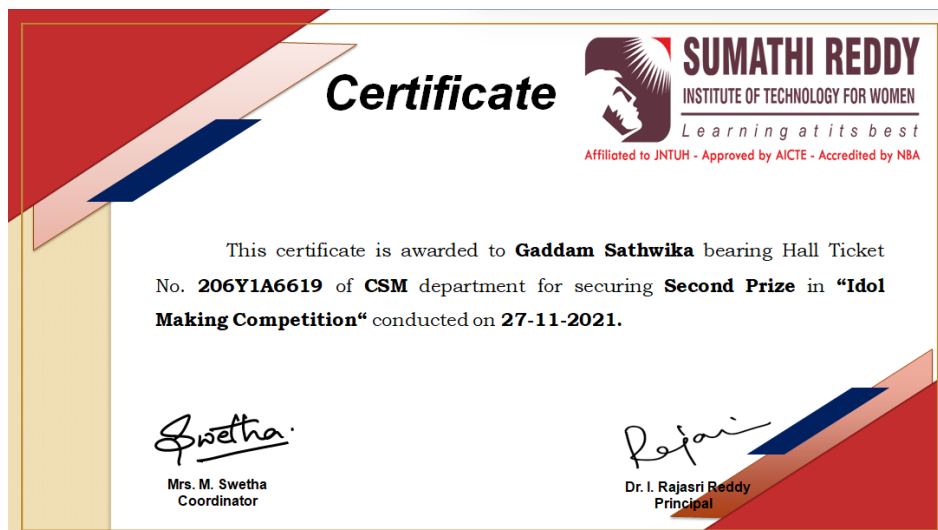 Certificate
SUMATHI REDDY
INSTITUTE OF TECHNOLOGY FOR WOMEN
Learning at its best
Affiliated to JNTUH - Approved by AICTE - Accredited by NBA
This certificate is awarded to Gaddam Sathwika bearing Hall Ticket
No. 206Y1A6619 of CSM department for securing Second Prize in “Idol
Making Competition“ conducted on 27-11-2021.
Swetha.
Rajasri
Mrs. M. Swetha
Coordinator
Dr. I. Rajasri Reddy
Principal